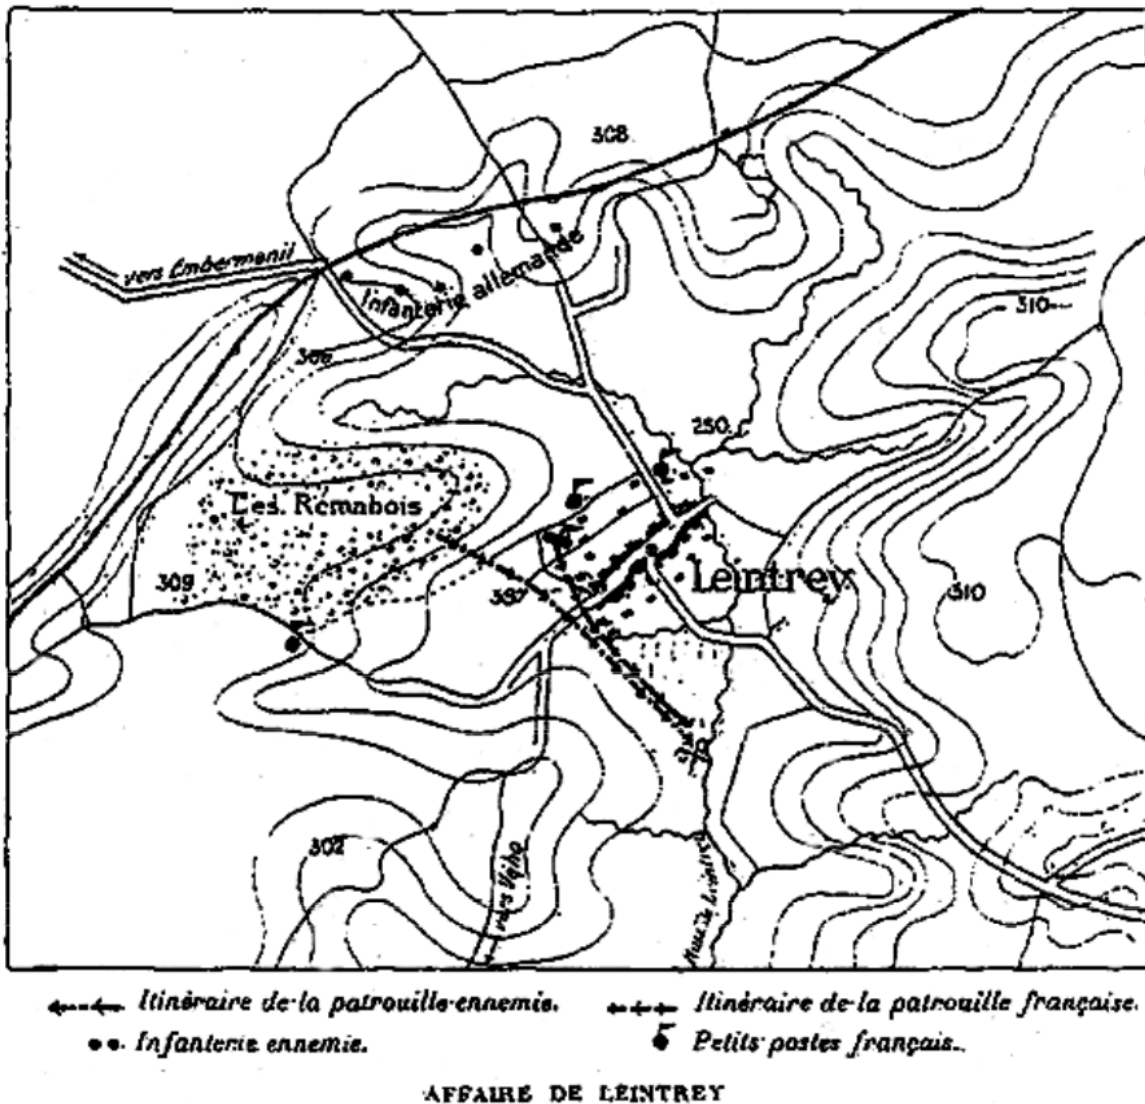 308
vers Embermenil
Infanterie allemande
310
306
250
Les Remabois
309
307
Leintrey
310
302
vers Vého
Itinéraire de la patrouille ennemie.
Itinéraire de la patrouille française.
Infanterie ennemie.
Petits postes français.
AFFAIRE DE LEINTREY